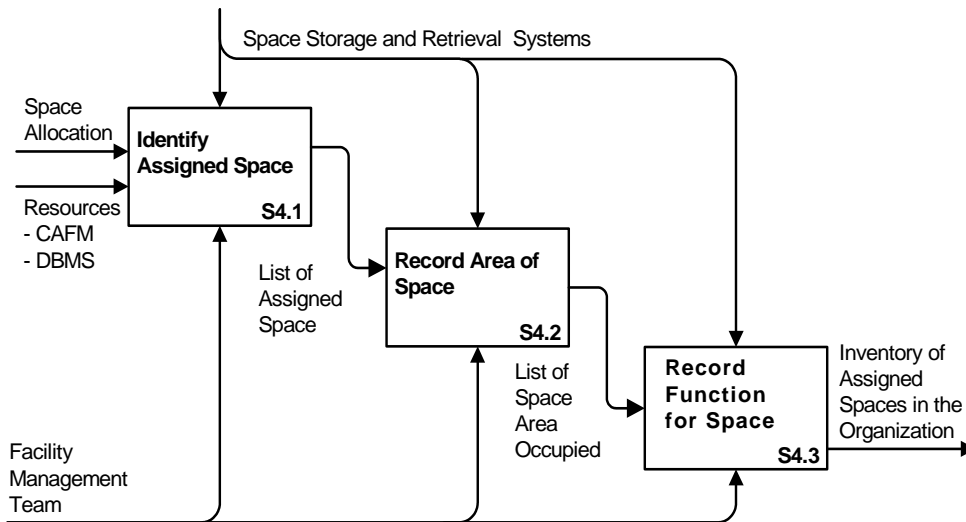 Space Storage and Retrieval Systems
Space
Allocation
Identify
Assigned Space
S4.1
Resources
- CAFM
- DBMS
List of
Assigned
Space
Record Area of
Space
S4.2
List of
Space
Area
Occupied
Record
Function
for Space
S4.3
Inventory of
Assigned
Spaces in the
Organization
Facility
Management
Team